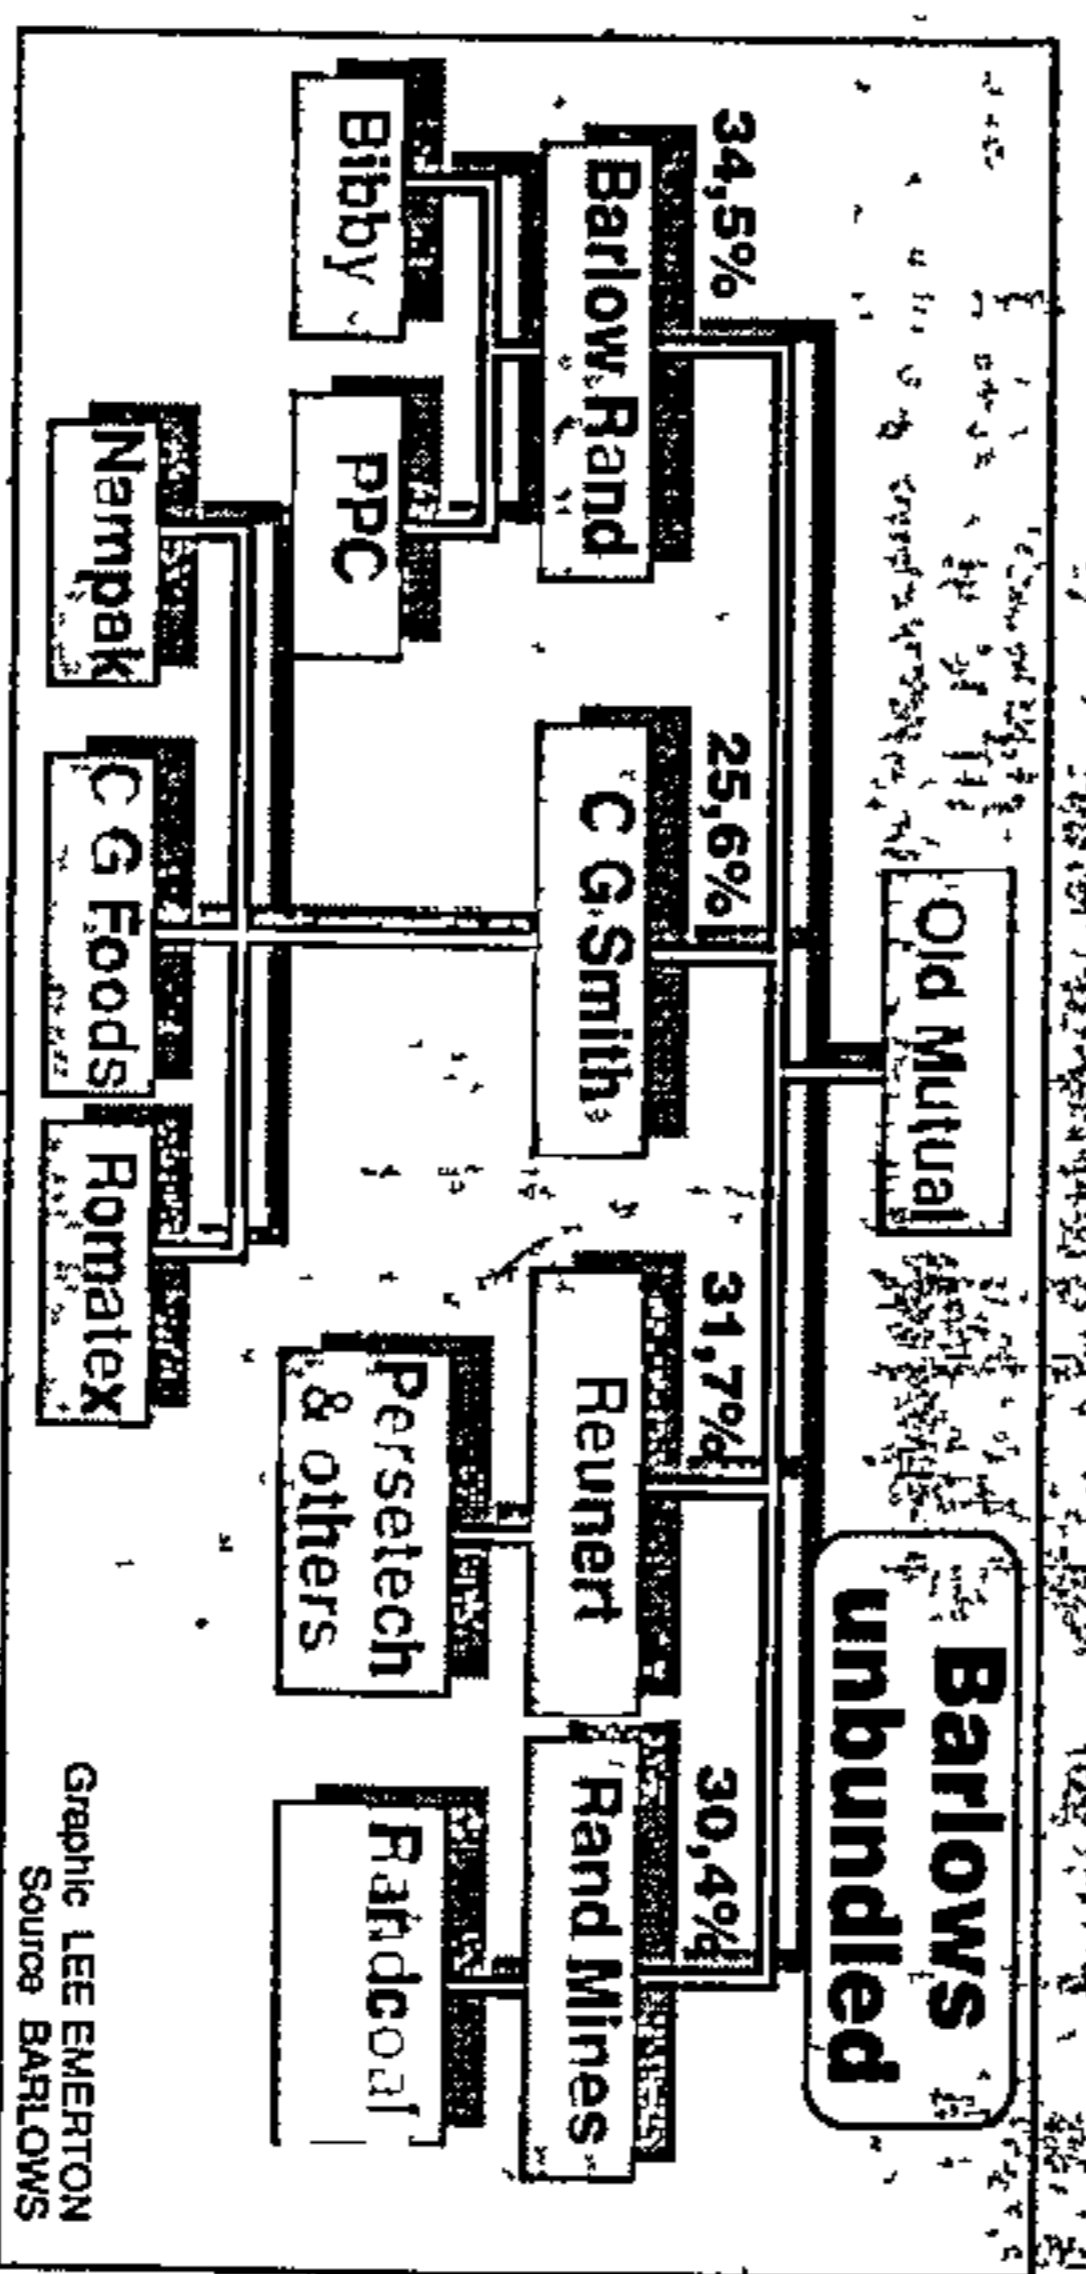 Barlows
unbundled
Old Mutual
34,5%
25,6%
31,7%
30,4%
Barlow Rand
C G Smith
Reunert
Rand Mines
Bibby
PPC
Persetech
& others
Randcoal
Nampak
C G Foods
Romatex
Graphic LEE EMERTON
Source BARLOWS